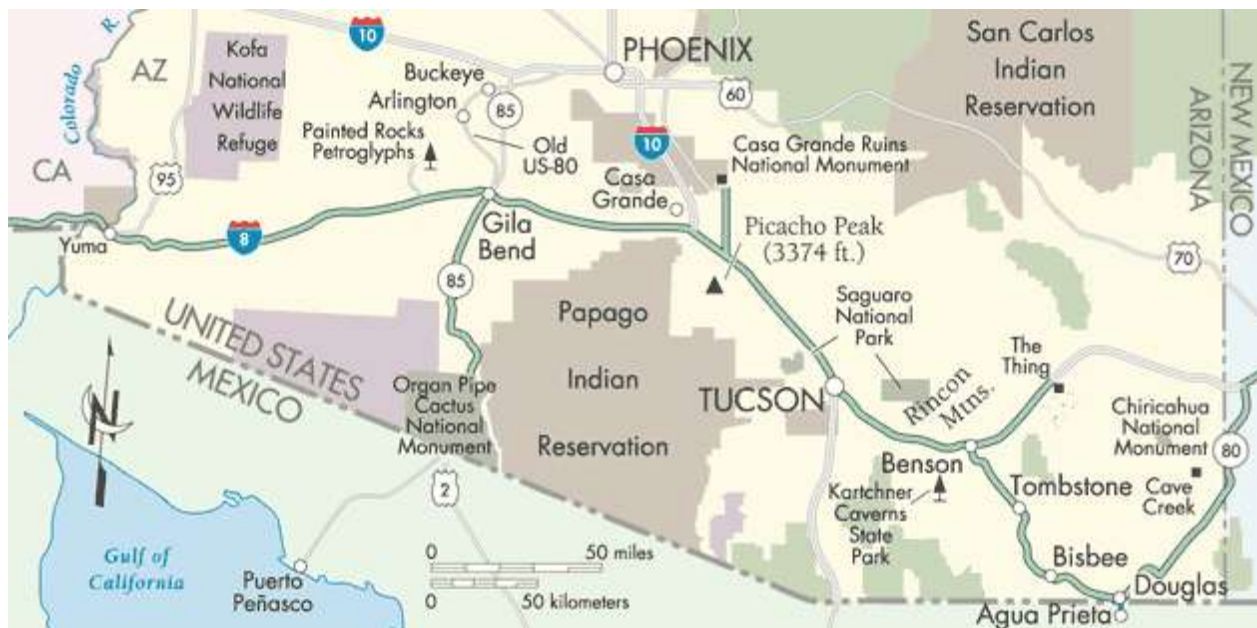 Colorado
R.
AZ
CA
10
Kofa
National
Wildlife
Refuge
95
Yuma
8
Buckeye
Arlington
85
Old
US-80
Painted Rocks
Petroglyphs
PHOENIX
60
10
Casa
Grande
Casa Grande Ruins
National Monument
San Carlos
Indian
Reservation
NEW MEXICO
ARIZONA
70
Gila
Bend
85
Picacho Peak
(3374 ft.)
Papago
Indian
Reservation
Saguaro
National
Park
UNITED STATES
MEXICO
N
Organ Pipe
Cactus
National
Monument
2
TUCSON
Rincon
Mtns.
The
Thing
Chiricahua
National
Monument
80
Benson
Kartchner
Caverns
State
Park
Tombstone
Cave
Creek
Bisbee
Douglas
Agua Prieta
Gulf of
California
Puerto
Peñasco
0 50 miles
0 50 kilometers